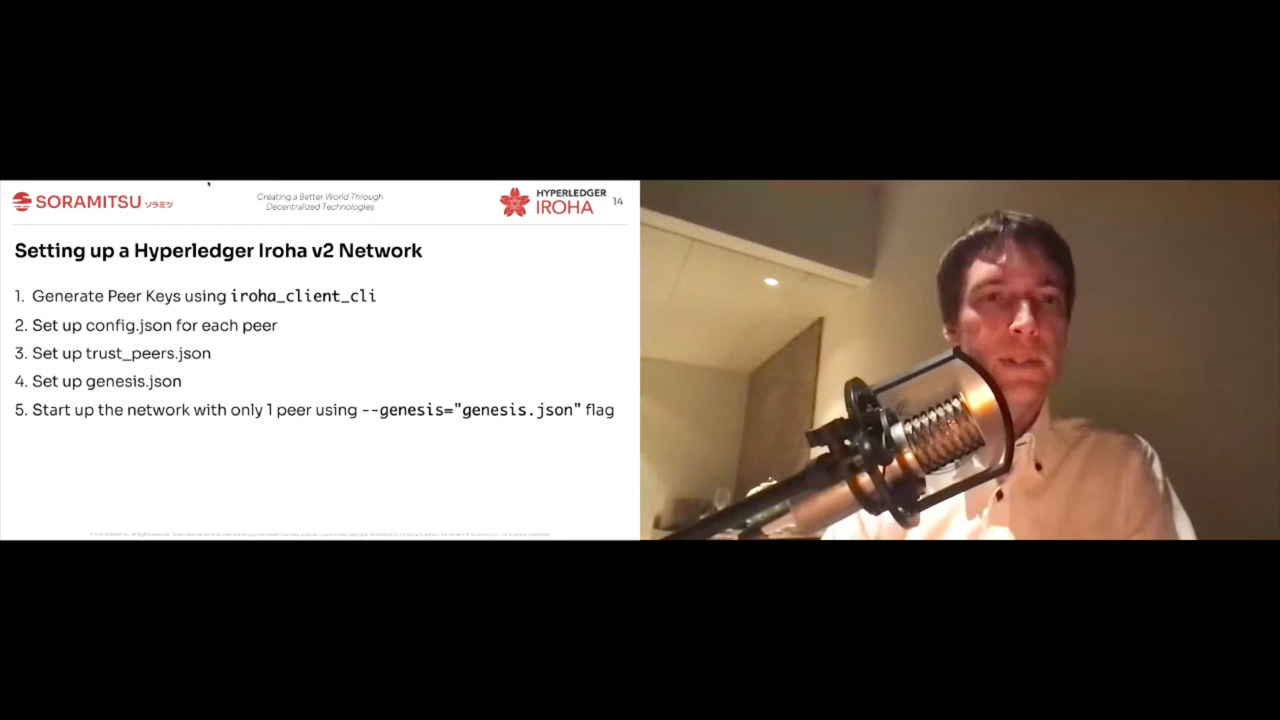 SORAMITSU ソラミツ
Creating a Better World Through
Decentralized Technologies
HYPERLEDGER
IROHA
14
Setting up a Hyperledger Iroha v2 Network
1. Generate Peer Keys using iroha_client_cli
2. Set up config.json for each peer
3. Set up trust_peers.json
4. Set up genesis.json
5. Start up the network with only 1 peer using --genesis="genesis.json" flag